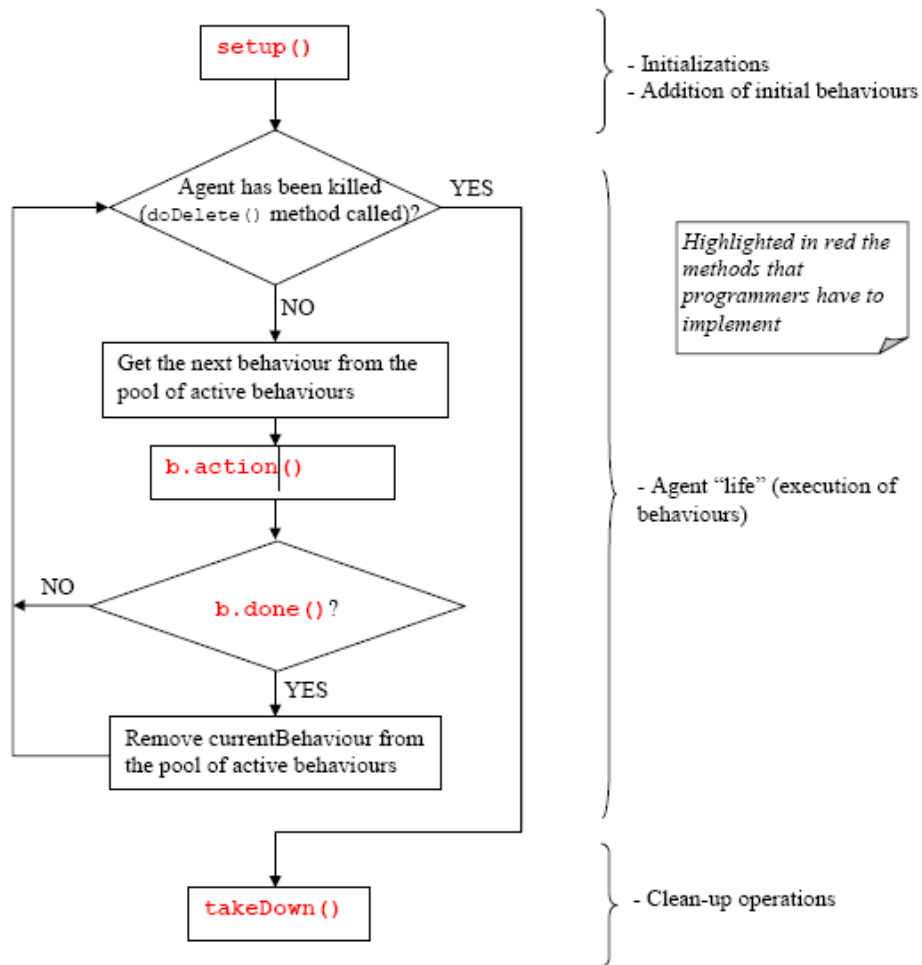 setup()
- Initializations
- Addition of initial behaviours
Agent has been killed
(doDelete() method called)?
YES
Highlighted in red the
methods that
programmers have to
implement
NO
Get the next behaviour from the
pool of active behaviours
b.action()
- Agent “life” (execution of
behaviours)
NO
b.done()?
YES
Remove currentBehaviour from
the pool of active behaviours
takeDown()
- Clean-up operations